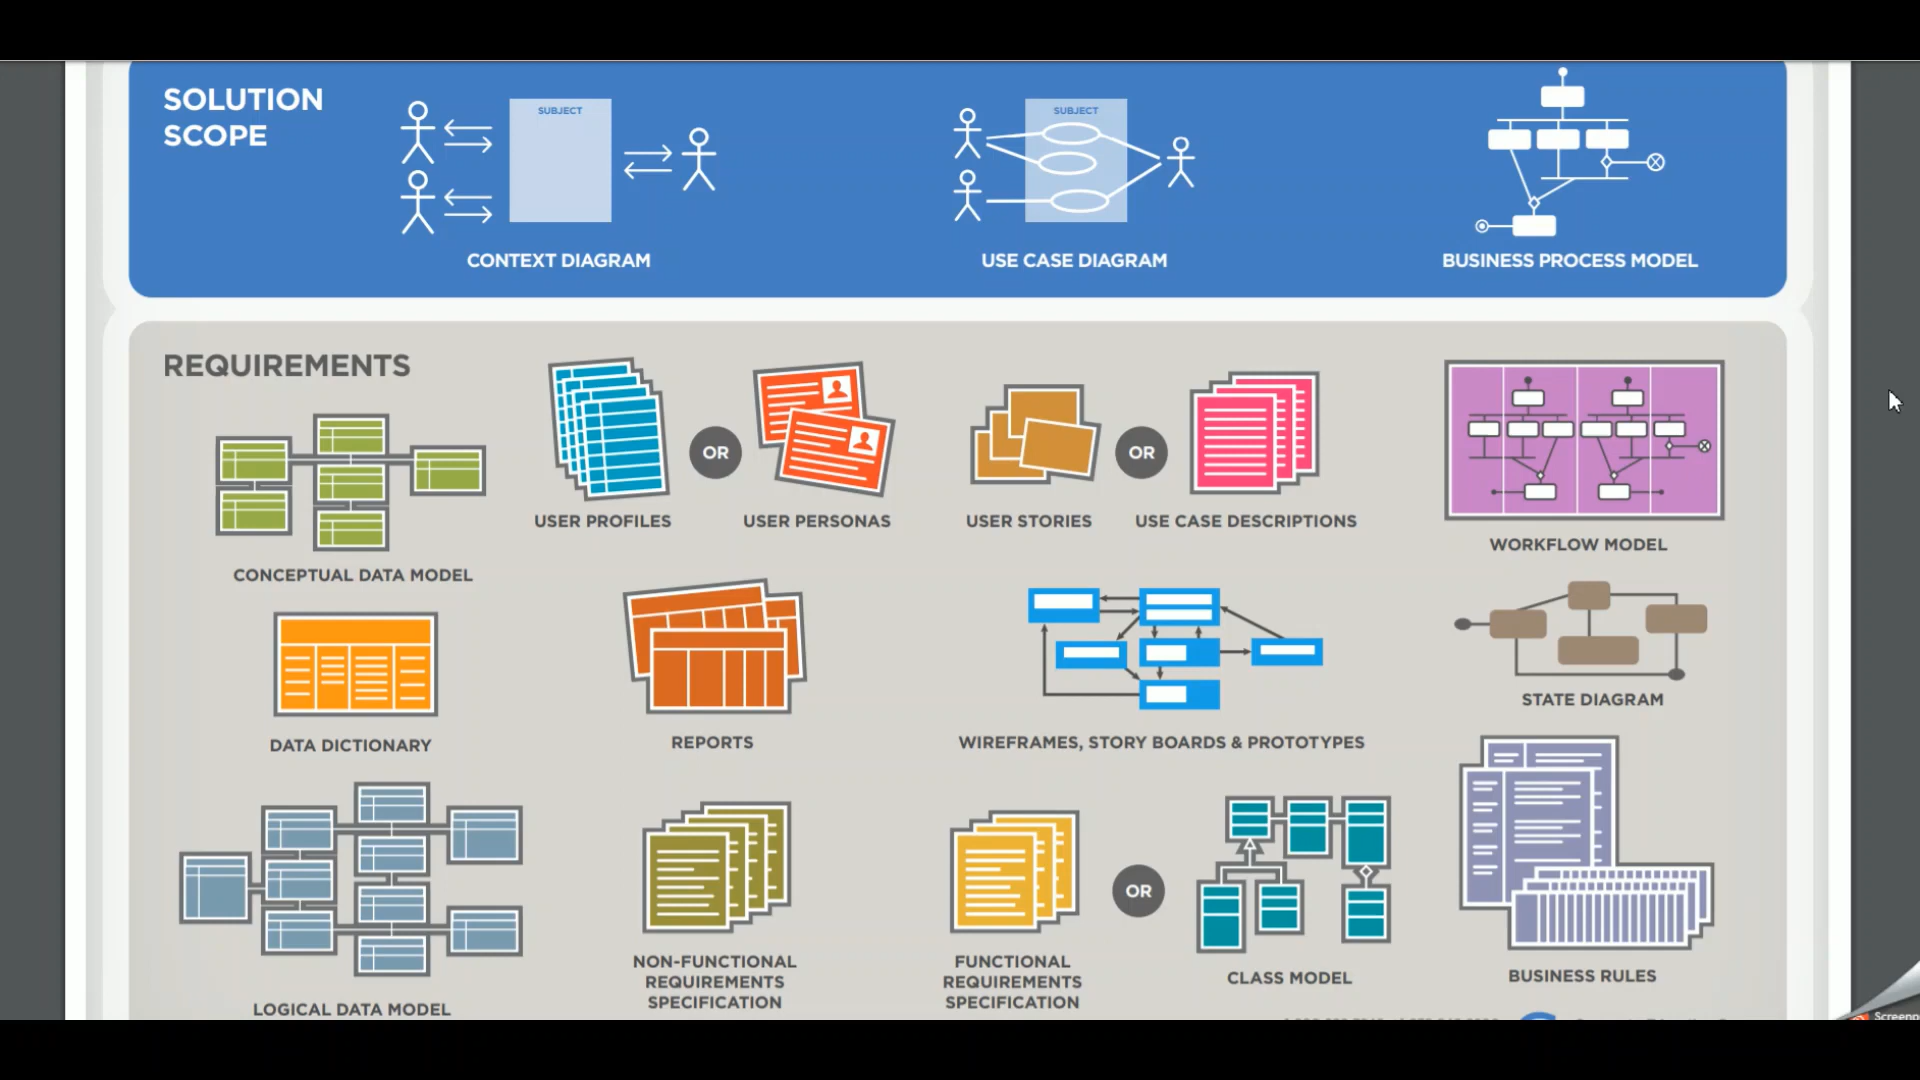 SOLUTION
SCOPE
SUBJECT
SUBJECT
CONTEXT DIAGRAM
USE CASE DIAGRAM
BUSINESS PROCESS MODEL
REQUIREMENTS
OR
OR
USER PROFILES
USER PERSONAS
USER STORIES
USE CASE DESCRIPTIONS
WORKFLOW MODEL
CONCEPTUAL DATA MODEL
STATE DIAGRAM
DATA DICTIONARY
REPORTS
WIREFRAMES, STORY BOARDS & PROTOTYPES
OR
NON-FUNCTIONAL
REQUIREMENTS
SPECIFICATION
FUNCTIONAL
REQUIREMENTS
SPECIFICATION
CLASS MODEL
BUSINESS RULES
LOGICAL DATA MODEL